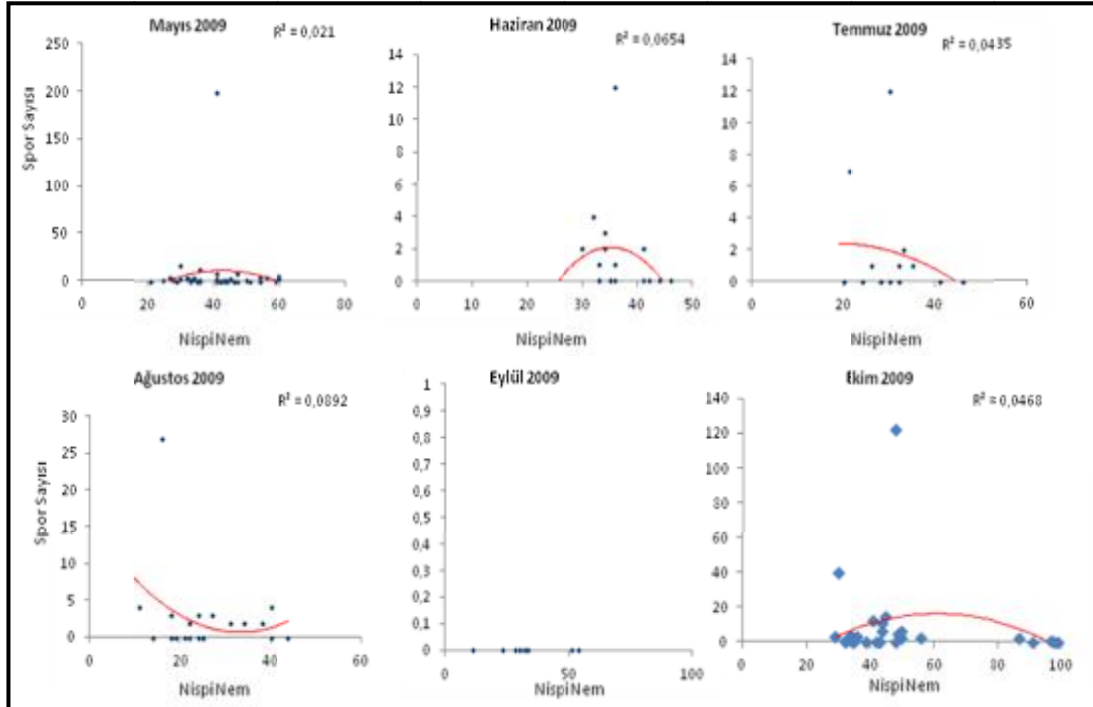 Mayıs 2009
R² = 0,021
250
200
150
100
50
0
Spor Sayısı
0 20 40 60 80
NispiNem
Haziran 2009
R² = 0,0654
14
12
10
8
6
4
2
0
0 10 20 30 40 50
NispiNem
Temmuz 2009
R² = 0,0435
14
12
10
8
6
4
2
0
0 20 40 60
NispiNem
Ağustos 2009
R² = 0,0892
30
25
20
15
10
5
0
Spor Sayısı
0 20 40 60
NispiNem
Eylül 2009
1
0,9
0,8
0,7
0,6
0,5
0,4
0,3
0,2
0,1
0
0 50 100
NispiNem
Ekim 2009
R² = 0,0468
140
120
100
80
60
40
20
0
0 20 40 60 80 100
NispiNem